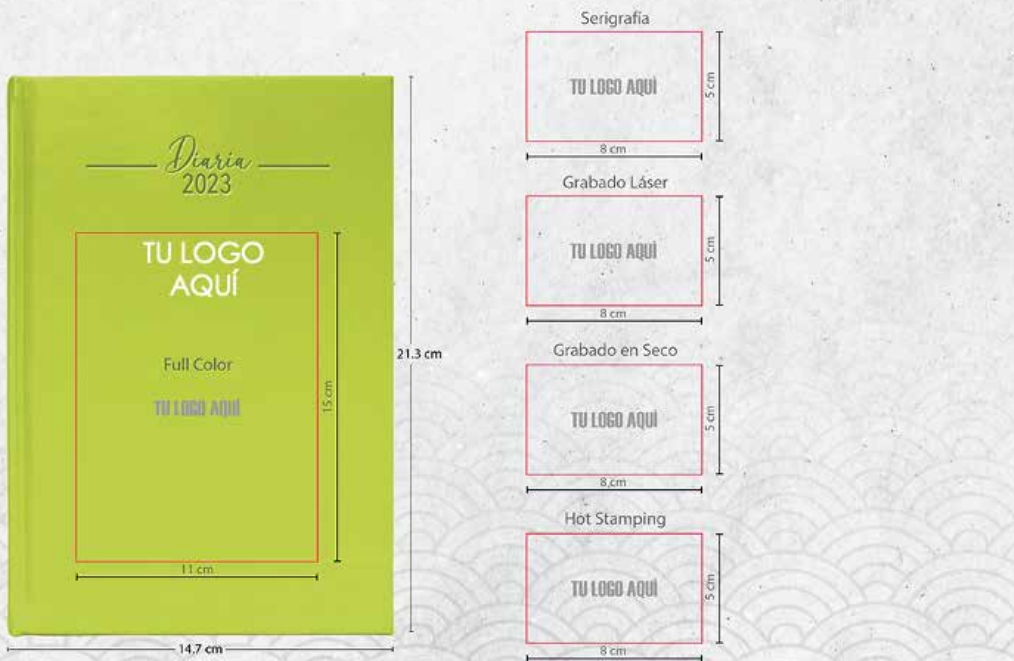 Diaria
2023
TU LOGO
AQUÍ
Full Color
TU LOGO AQUÍ
15 cm
11 cm
21.3 cm
14.7 cm
Serigrafía
TU LOGO AQUÍ
5 cm
8 cm
Grabado Láser
TU LOGO AQUÍ
5 cm
8 cm
Grabado en Seco
TU LOGO AQUÍ
5 cm
8 cm
Hot Stamping
TU LOGO AQUÍ
5 cm
8 cm